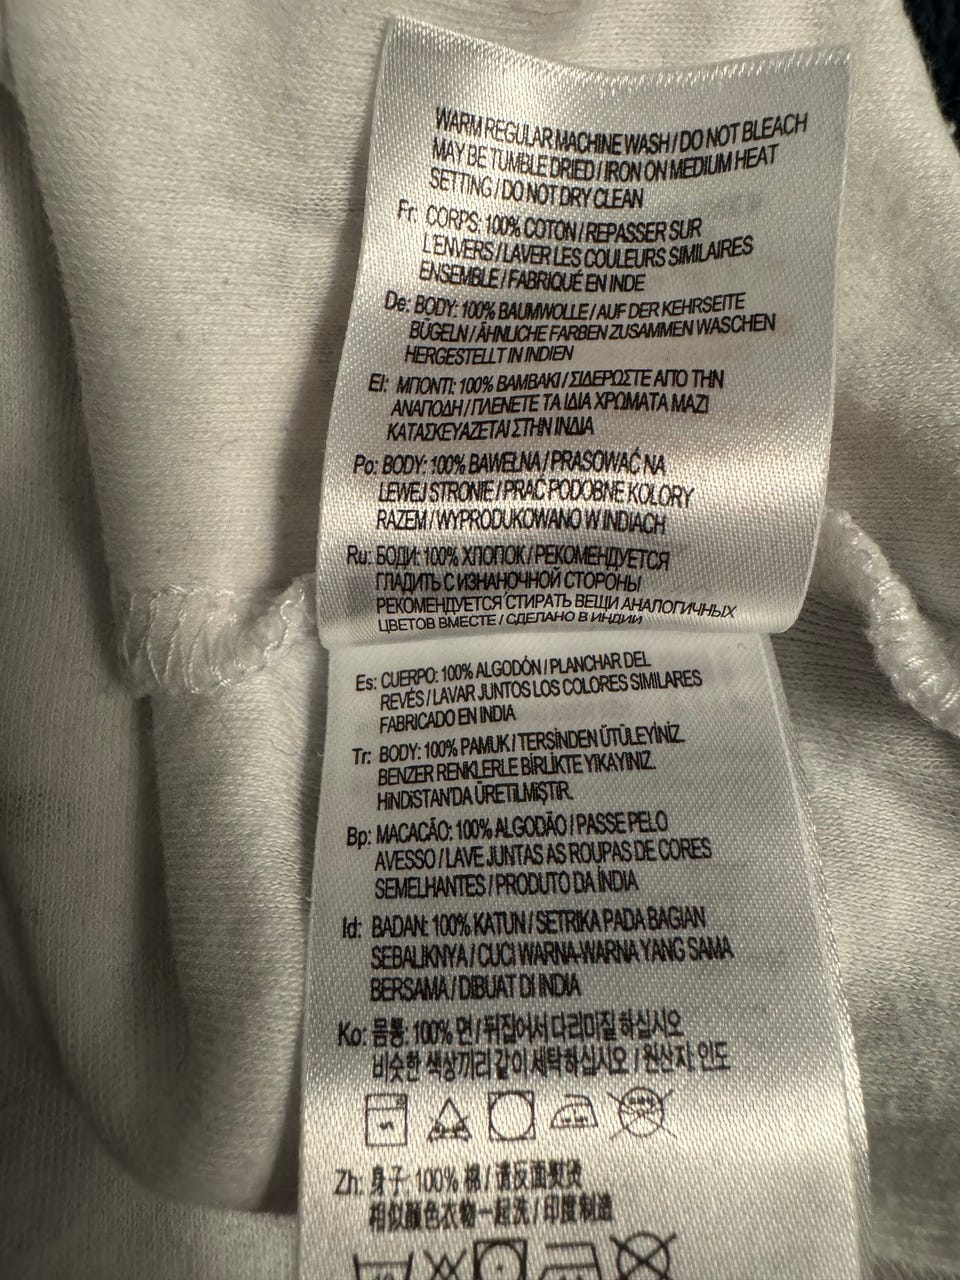 WARM REGULAR MACHINE WASH / DO NOT BLEACH
MAY BE TUMBLE DRIED / IRON ON MEDIUM HEAT
SETTING / DO NOT DRY CLEAN
Fr: CORPS: 100% COTON / REPASSER SUR
L'ENVERS / LAVER LES COULEURS SIMILAIRES
ENSEMBLE / FABRIQUÉ EN INDE
De: BODY: 100% BAUMWOLLE / AUF DER KEHRSEITE
BÜGELN / ÄHNLICHE FARBEN ZUSAMMEN WASCHEN
HERGESTELLT IN INDIEN
El: ΜΠΟΝΤΙ: 100% ΒΑΜΒΑΚΙ / ΣΙΔΕΡΩΣΤΕ ΑΠΟ ΤΗΝ
ΑΝΑΠΟΔΗ / ΠΛΕΝΕΤΕ ΤΑ ΙΔΙΑ ΧΡΩΜΑΤΑ ΜΑΖΙ
ΚΑΤΑΣΚΕΥΑΖΕΤΑΙ ΣΤΗΝ ΙΝΔΙΑ
Po: BODY: 100% BAWEŁNA / PRASOWAĆ NA
LEWEJ STRONIE / PRAĆ PODOBNE KOLORY
RAZEM / WYPRODUKOWANO W INDIACH
Ru: БОДИ: 100% ХЛОПОК / РЕКОМЕНДУЕТСЯ
ГЛАДИТЬ С ИЗНАНОЧНОЙ СТОРОНЫ
РЕКОМЕНДУЕТСЯ СТИРАТЬ ВЕЩИ АНАЛОГИЧНЫХ
ЦВЕТОВ ВМЕСТЕ / СДЕЛАНО В ИНДИИ
Es: CUERPO: 100% ALGODÓN / PLANCHAR DEL
REVÉS / LAVAR JUNTOS LOS COLORES SIMILARES
FABRICADO EN INDIA
Tr: BODY: 100% PAMUK / TERSİNDEN ÜTÜLEYİNİZ.
BENZER RENKLERLE BİRLİKTE YIKAYINIZ.
HİNDİSTAN'DA ÜRETİLMİŞTİR.
Bp: MACACÃO: 100% ALGODÃO / PASSE PELO
AVESSO / LAVE JUNTAS AS ROUPAS DE CORES
SEMELHANTES / PRODUTO DA ÍNDIA
Id: BADAN: 100% KATUN / SETRIKA PADA BAGIAN
SEBALIKNYA / CUCI WARNA-WARNA YANG SAMA
BERSAMA / DIBUAT DI INDIA
Ko: 몸통: 100% 면 / 뒤집어서 다리미질 하십시오
비슷한 색상끼리 같이 세탁하십시오 / 원산지: 인도
Zh: 身子: 100% 棉 / 请反面熨烫
相似颜色衣物一起洗 / 印度制造